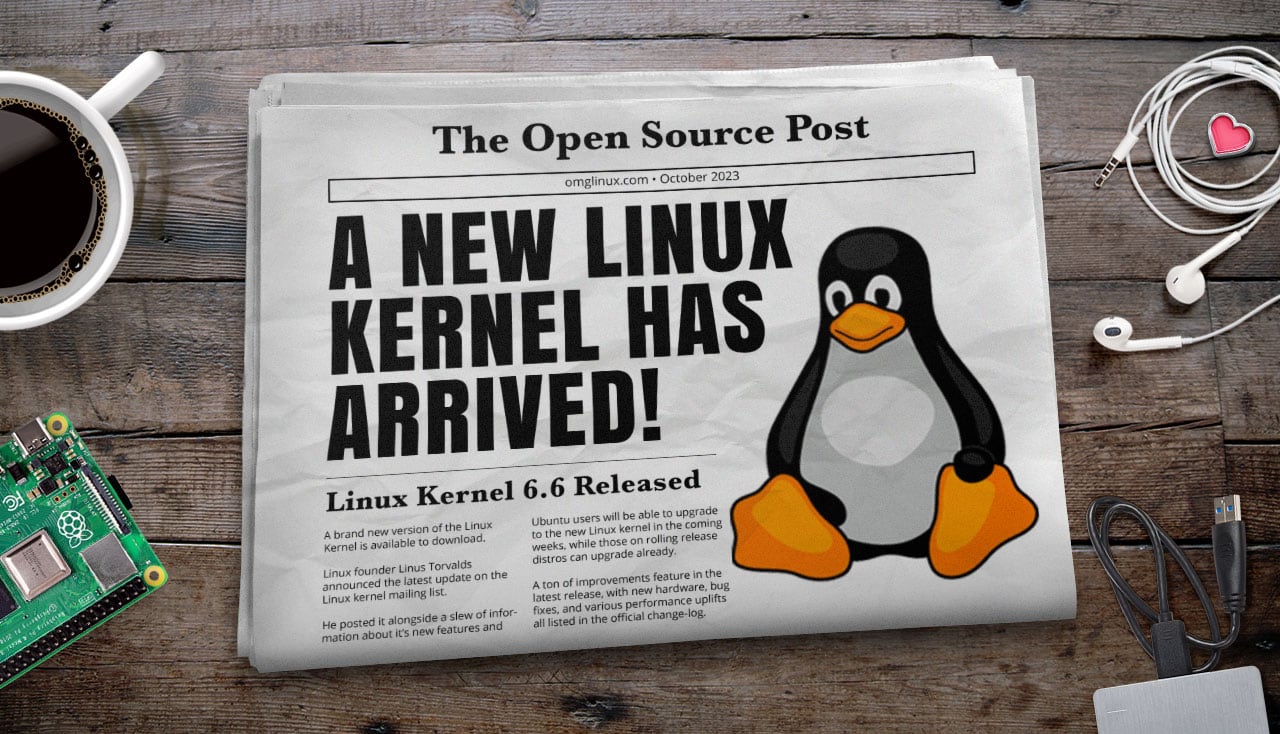 The Open Source Post
omglinux.com • October 2023
A NEW LINUX
KERNEL HAS
ARRIVED!
Linux Kernel 6.6 Released
A brand new version of the Linux
Kernel is available to download.
Linux founder Linus Torvalds
announced the latest update on the
Linux kernel mailing list.
He posted it alongside a slew of infor-
mation about it's new features and
Ubuntu users will be able to upgrade
to the new Linux kernel in the coming
weeks, while those on rolling release
distros can upgrade already.
A ton of improvements feature in the
latest release, with new hardware, bug
fixes, and various performance uplifts
all listed in the official change-log.